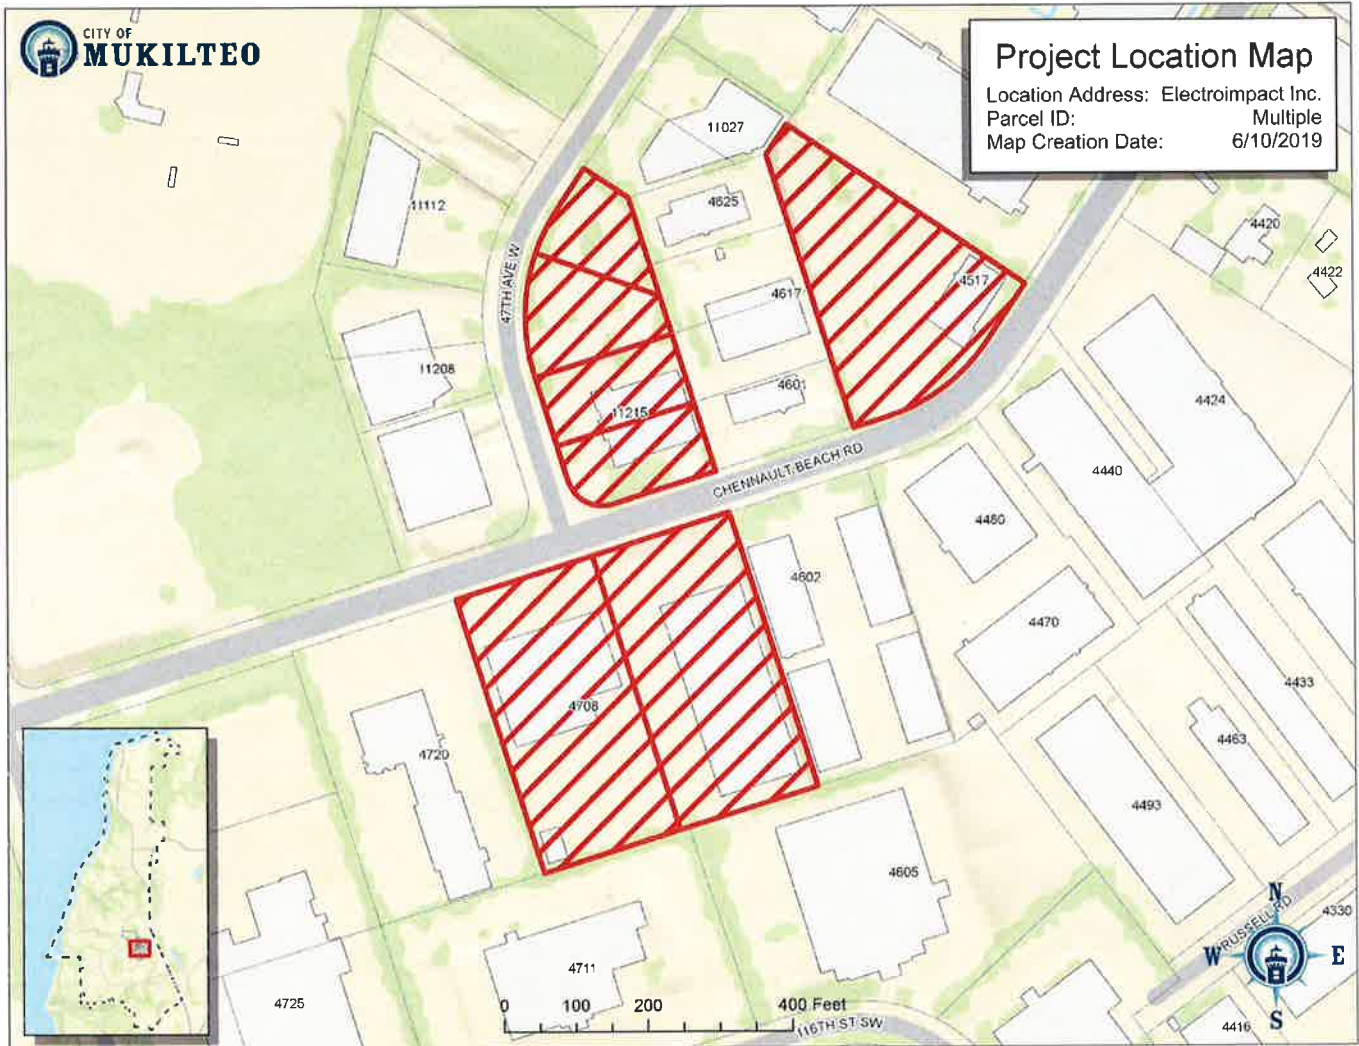 CITY OF
MUKILTEO
Project Location Map
Location Address: Electroimpact Inc.
Parcel ID: Multiple
Map Creation Date: 6/10/2019
11027
11112
4625
4420
4422
47TH AVE W
4517
4617
11208
4601
11215
4424
CHENNAULT BEACH RD
4440
4480
4602
4470
4708
4433
4720
4463
4493
4605
4330
RUSSELL RD
N
W
E
S
4711
4725
0 100 200 400 Feet
116TH ST SW
4416